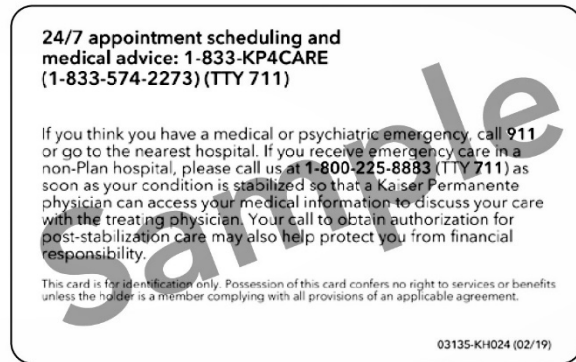 24/7 appointment scheduling and
medical advice: 1-833-KP4CARE
(1-833-574-2273) (TTY 711)
If you think you have a medical or psychiatric emergency, call 911
or go to the nearest hospital. If you receive emergency care in a
non-Plan hospital, please call us at 1-800-225-8883 (TTY 711) as
soon as your condition is stabilized so that a Kaiser Permanente
physician can access your medical information to discuss your care
with the treating physician. You call to obtain authorization for
post-stabilization care may also help protect you from financial
responsibility.
This card is for identification only. Possession of this card confers no right to services or benefits
unless the holder is a member complying with all provisions of an applicable agreement.
03135-KH024 (02/19)
Sample